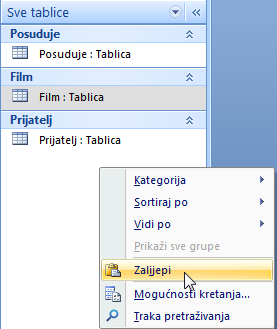 Sve tablice
Posuduje
Posuduje : Tablica
Film
Film : Tablica
Prijatelj
Prijatelj : Tablica
Kategorija
Sortiraj po
Vidi po
Prikaži sve grupe
Zalijepi
Mogućnosti kretanja...
Traka pretraživanja